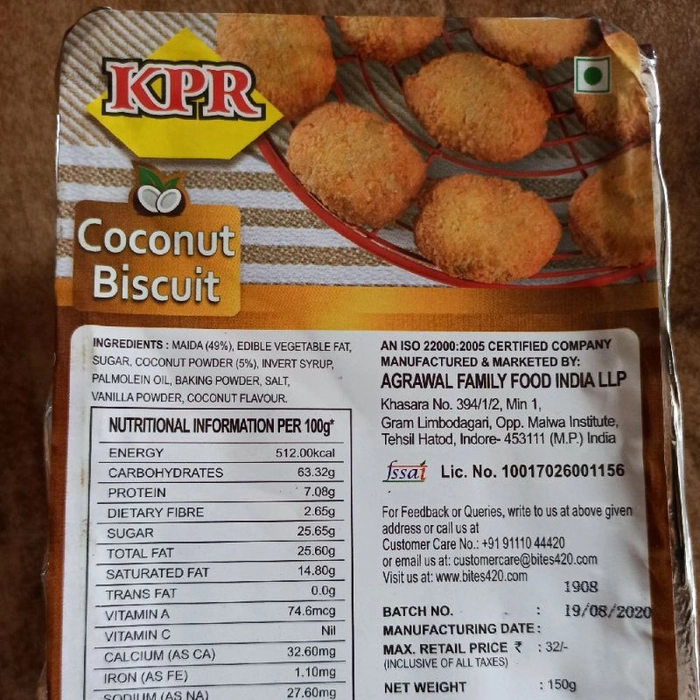 KPR
Coconut
Biscuit
INGREDIENTS : MAIDA (49%), EDIBLE VEGETABLE FAT,
SUGAR, COCONUT POWDER (5%), INVERT SYRUP,
PALMOLEIN OIL, BAKING POWDER, SALT,
VANILLA POWDER, COCONUT FLAVOUR.
NUTRITIONAL INFORMATION PER 100g*
ENERGY 512.00kcal
CARBOHYDRATES 63.32g
PROTEIN 7.08g
DIETARY FIBRE 2.65g
SUGAR 25.65g
TOTAL FAT 25.60g
SATURATED FAT 14.80g
TRANS FAT 0.0g
VITAMIN A 74.6mcg
VITAMIN C Nil
CALCIUM (AS CA) 32.60mg
IRON (AS FE) 1.10mg
SODIUM (AS NA) 27.60mg
AN ISO 22000:2005 CERTIFIED COMPANY
MANUFACTURED & MARKETED BY:
AGRAWAL FAMILY FOOD INDIA LLP
Khasara No. 394/1/2, Min 1,
Gram Limbodagari, Opp. Malwa Institute,
Tehsil Hatod, Indore- 453111 (M.P.) India
fssai Lic. No. 10017026001156
For Feedback or Queries, write to us at above given
address or call us at
Customer Care No.: +91 91110 44420
or email us at: customercare@bites420.com
Visit us at: www.bites420.com
1908
BATCH NO. : 19/08/2020
MANUFACTURING DATE :
MAX. RETAIL PRICE ₹ : 32/-
(INCLUSIVE OF ALL TAXES)
NET WEIGHT : 150g